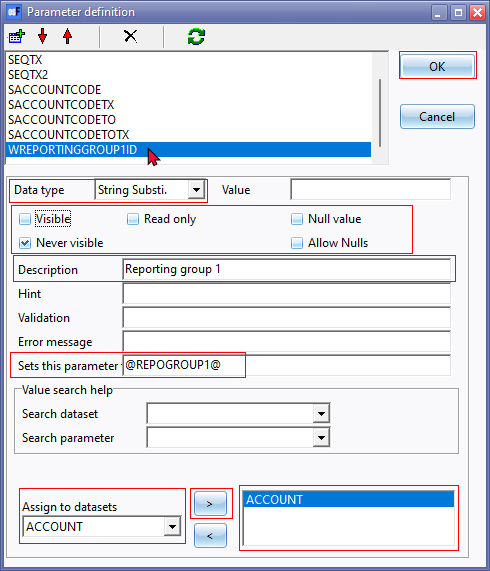 Parameter definition
SEQTX
SEQTX2
SACCOUNTCODE
SACCOUNTCODETX
SACCOUNTCODETO
SACCOUNTCODETOTX
WREPORTINGGROUP1ID
OK
Cancel
Data type String Substi. Value
Visible Read only Null value
Never visible Allow Nulls
Description Reporting group 1
Hint
Validation
Error message
Sets this parameter @REPOGROUP1@
Value search help
Search dataset
Search parameter
Assign to datasets
ACCOUNT
>
<
ACCOUNT